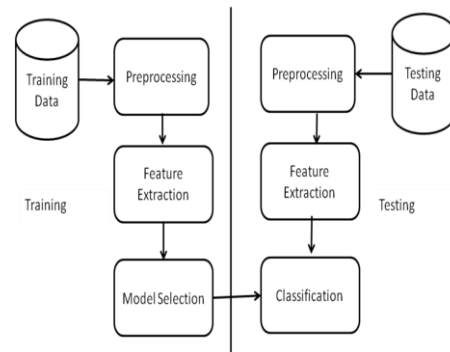 Training
Data
Preprocessing
Feature
Extraction
Training
Model Selection
Preprocessing
Testing
Data
Feature
Extraction
Testing
Classification